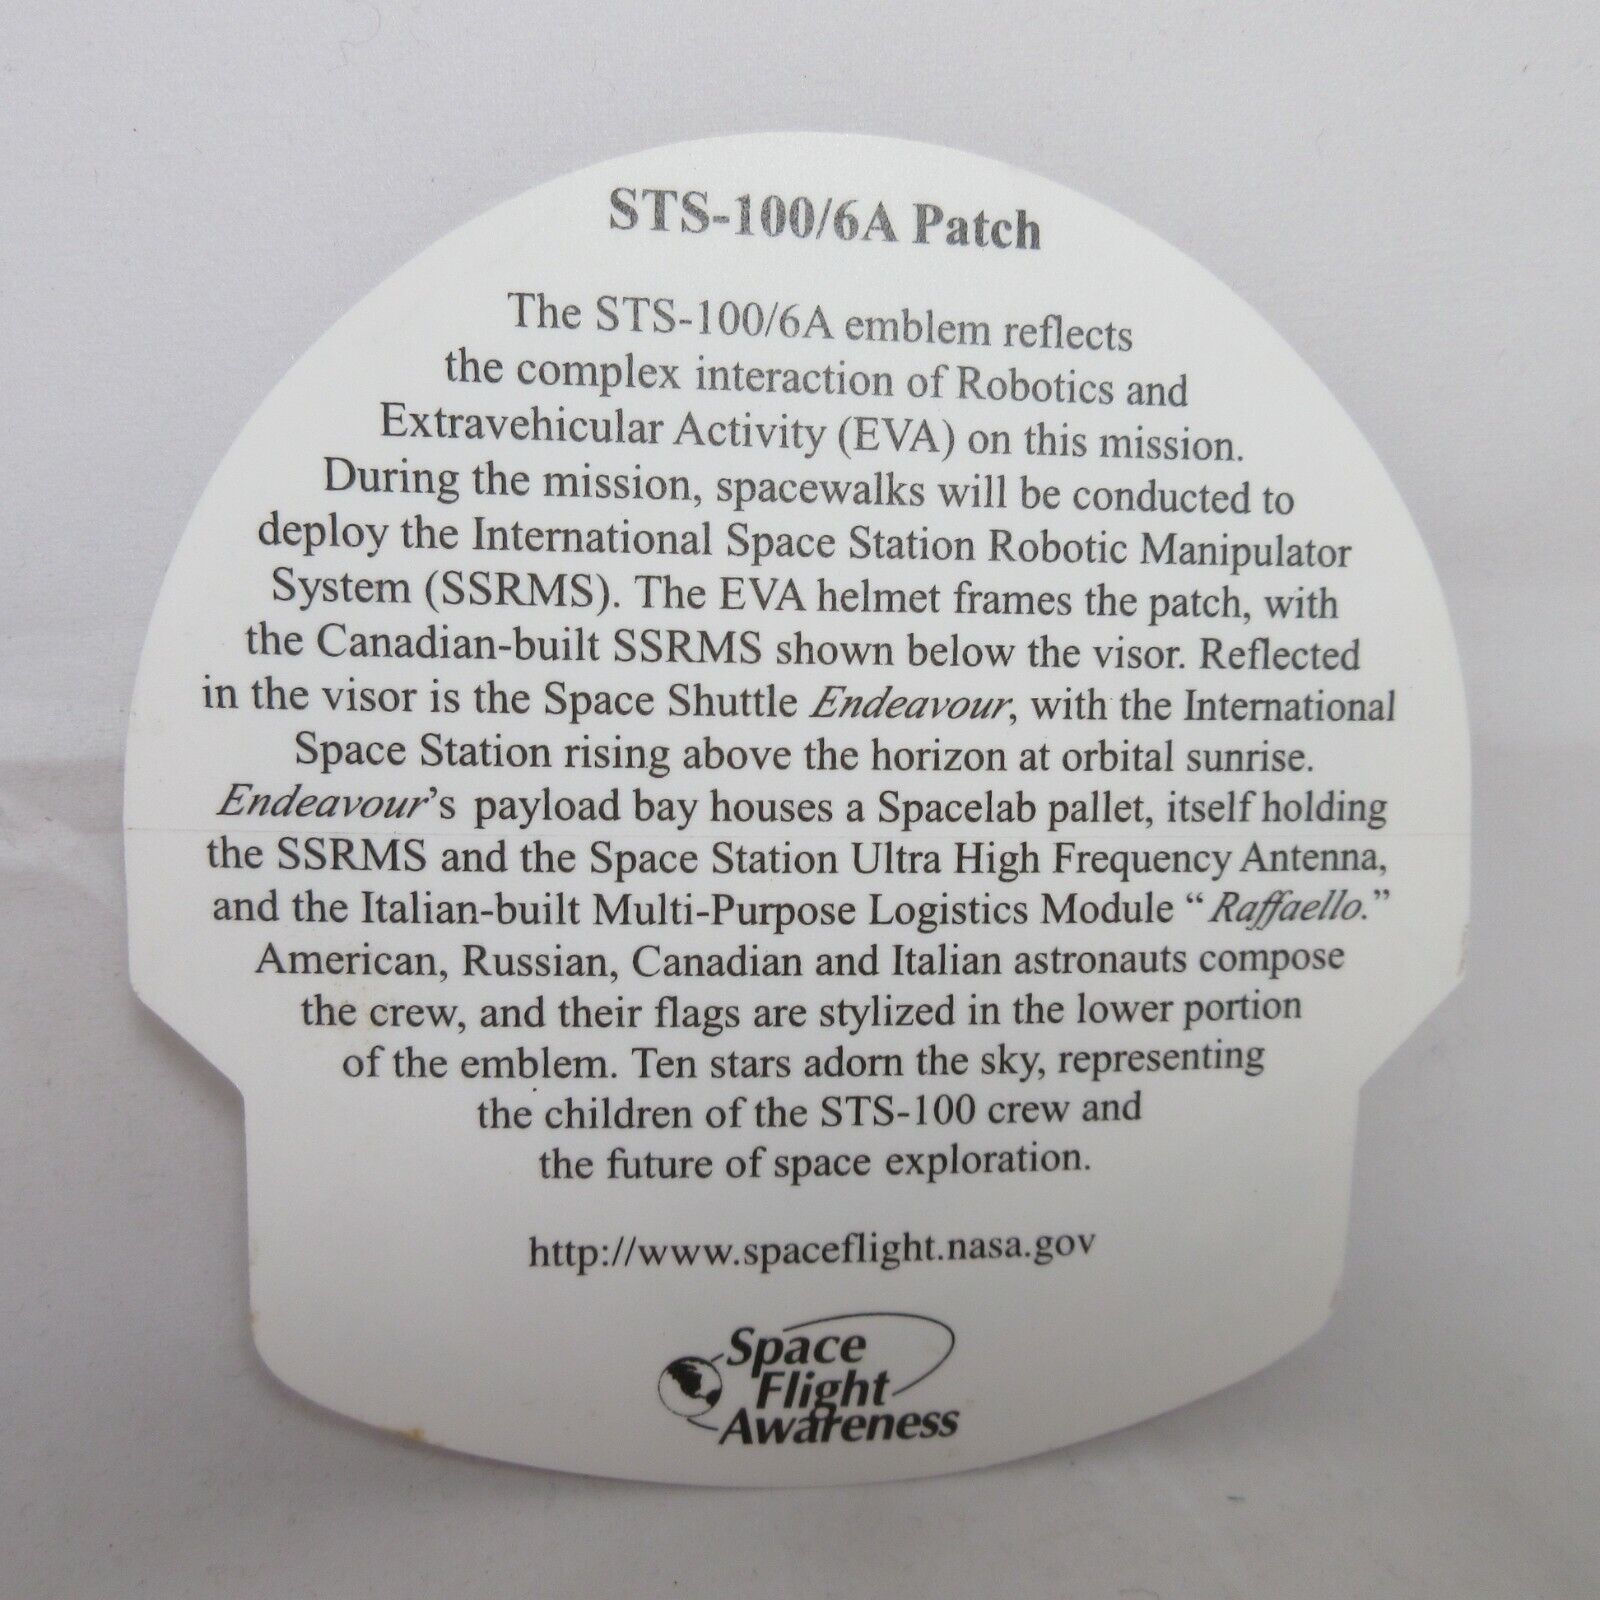 STS-100/6A Patch
The STS-100/6A emblem reflects
the complex interaction of Robotics and
Extravehicular Activity (EVA) on this mission.
During the mission, spacewalks will be conducted to
deploy the International Space Station Robotic Manipulator
System (SSRMS). The EVA helmet frames the patch, with
the Canadian-built SSRMS shown below the visor. Reflected
in the visor is the Space Shuttle Endeavour, with the International
Space Station rising above the horizon at orbital sunrise.
Endeavour's payload bay houses a Spacelab pallet, itself holding
the SSRMS and the Space Station Ultra High Frequency Antenna,
and the Italian-built Multi-Purpose Logistics Module “Raffaello.”
American, Russian, Canadian and Italian astronauts compose
the crew, and their flags are stylized in the lower portion
of the emblem. Ten stars adorn the sky, representing
the children of the STS-100 crew and
the future of space exploration.
http://www.spaceflight.nasa.gov
Space
Flight
Awareness